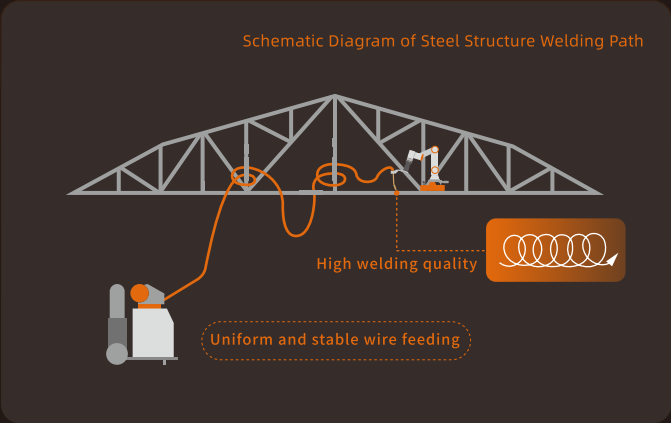 Schematic Diagram of Steel Structure Welding Path
High welding quality
Uniform and stable wire feeding